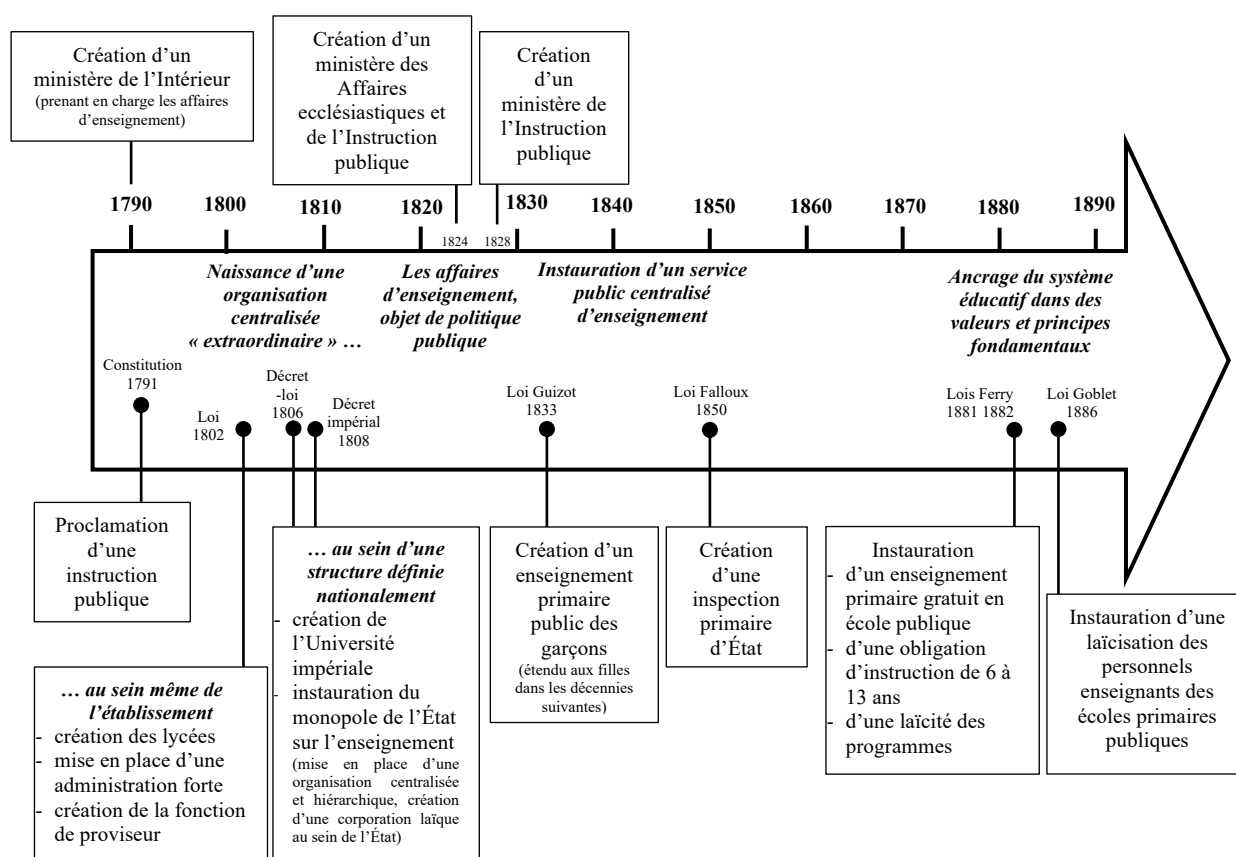 Création d’un
ministère de l’Intérieur
(prenant en charge les affaires
d’enseignement)
Création d’un
ministère des
Affaires
ecclésiastiques et
de l’Instruction
publique
Création
d’un
ministère de
l’Instruction
publique
1790
1800
1810
1820
1830
1840
1850
1860
1870
1880
1890
1824
1828
Naissance d’une
organisation
centralisée
« extraordinaire » …
Les affaires
d’enseignement,
objet de politique
publique
Instauration d’un service
public centralisé
d’enseignement
Ancrage du système
éducatif dans des
valeurs et principes
fondamentaux
Constitution
1791
Loi
1802
Décret
-loi
1806
Décret
impérial
1808
Loi Guizot
1833
Loi Falloux
1850
Lois Ferry
1881 1882
Loi Goblet
1886
Proclamation
d’une
instruction
publique
… au sein même de
l’établissement
- création des lycées
- mise en place d’une
administration forte
- création de la fonction
de proviseur
… au sein d’une
structure définie
nationalement
- création de
l’Université
impériale
- instauration du
monopole de l’État
sur l’enseignement
(mise en place d’une
organisation centralisée
et hiérarchique, création
d’une corporation laïque
au sein de l’État)
Création d’un
enseignement
primaire
public des
garçons
(étendu aux filles
dans les décennies
suivantes)
Création
d’une
inspection
primaire
d’État
Instauration
- d’un enseignement
primaire gratuit en
école publique
- d’une obligation
d’instruction de 6 à
13 ans
- d’une laïcité des
programmes
Instauration d’une
laïcisation des
personnels
enseignants des
écoles primaires
publiques